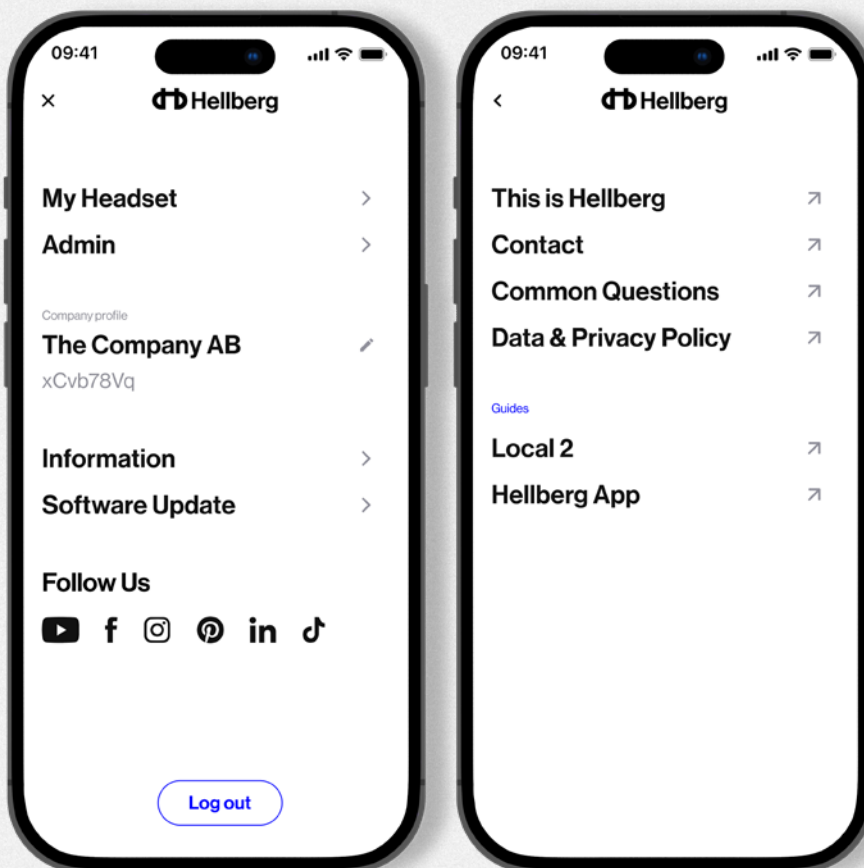 09:41
Hellberg
My Headset
Admin
Company profile
The Company AB
xCvb78Vq
Information
Software Update
Follow Us
Log out
09:41
Hellberg
This is Hellberg
Contact
Common Questions
Data & Privacy Policy
Guides
Local 2
Hellberg App